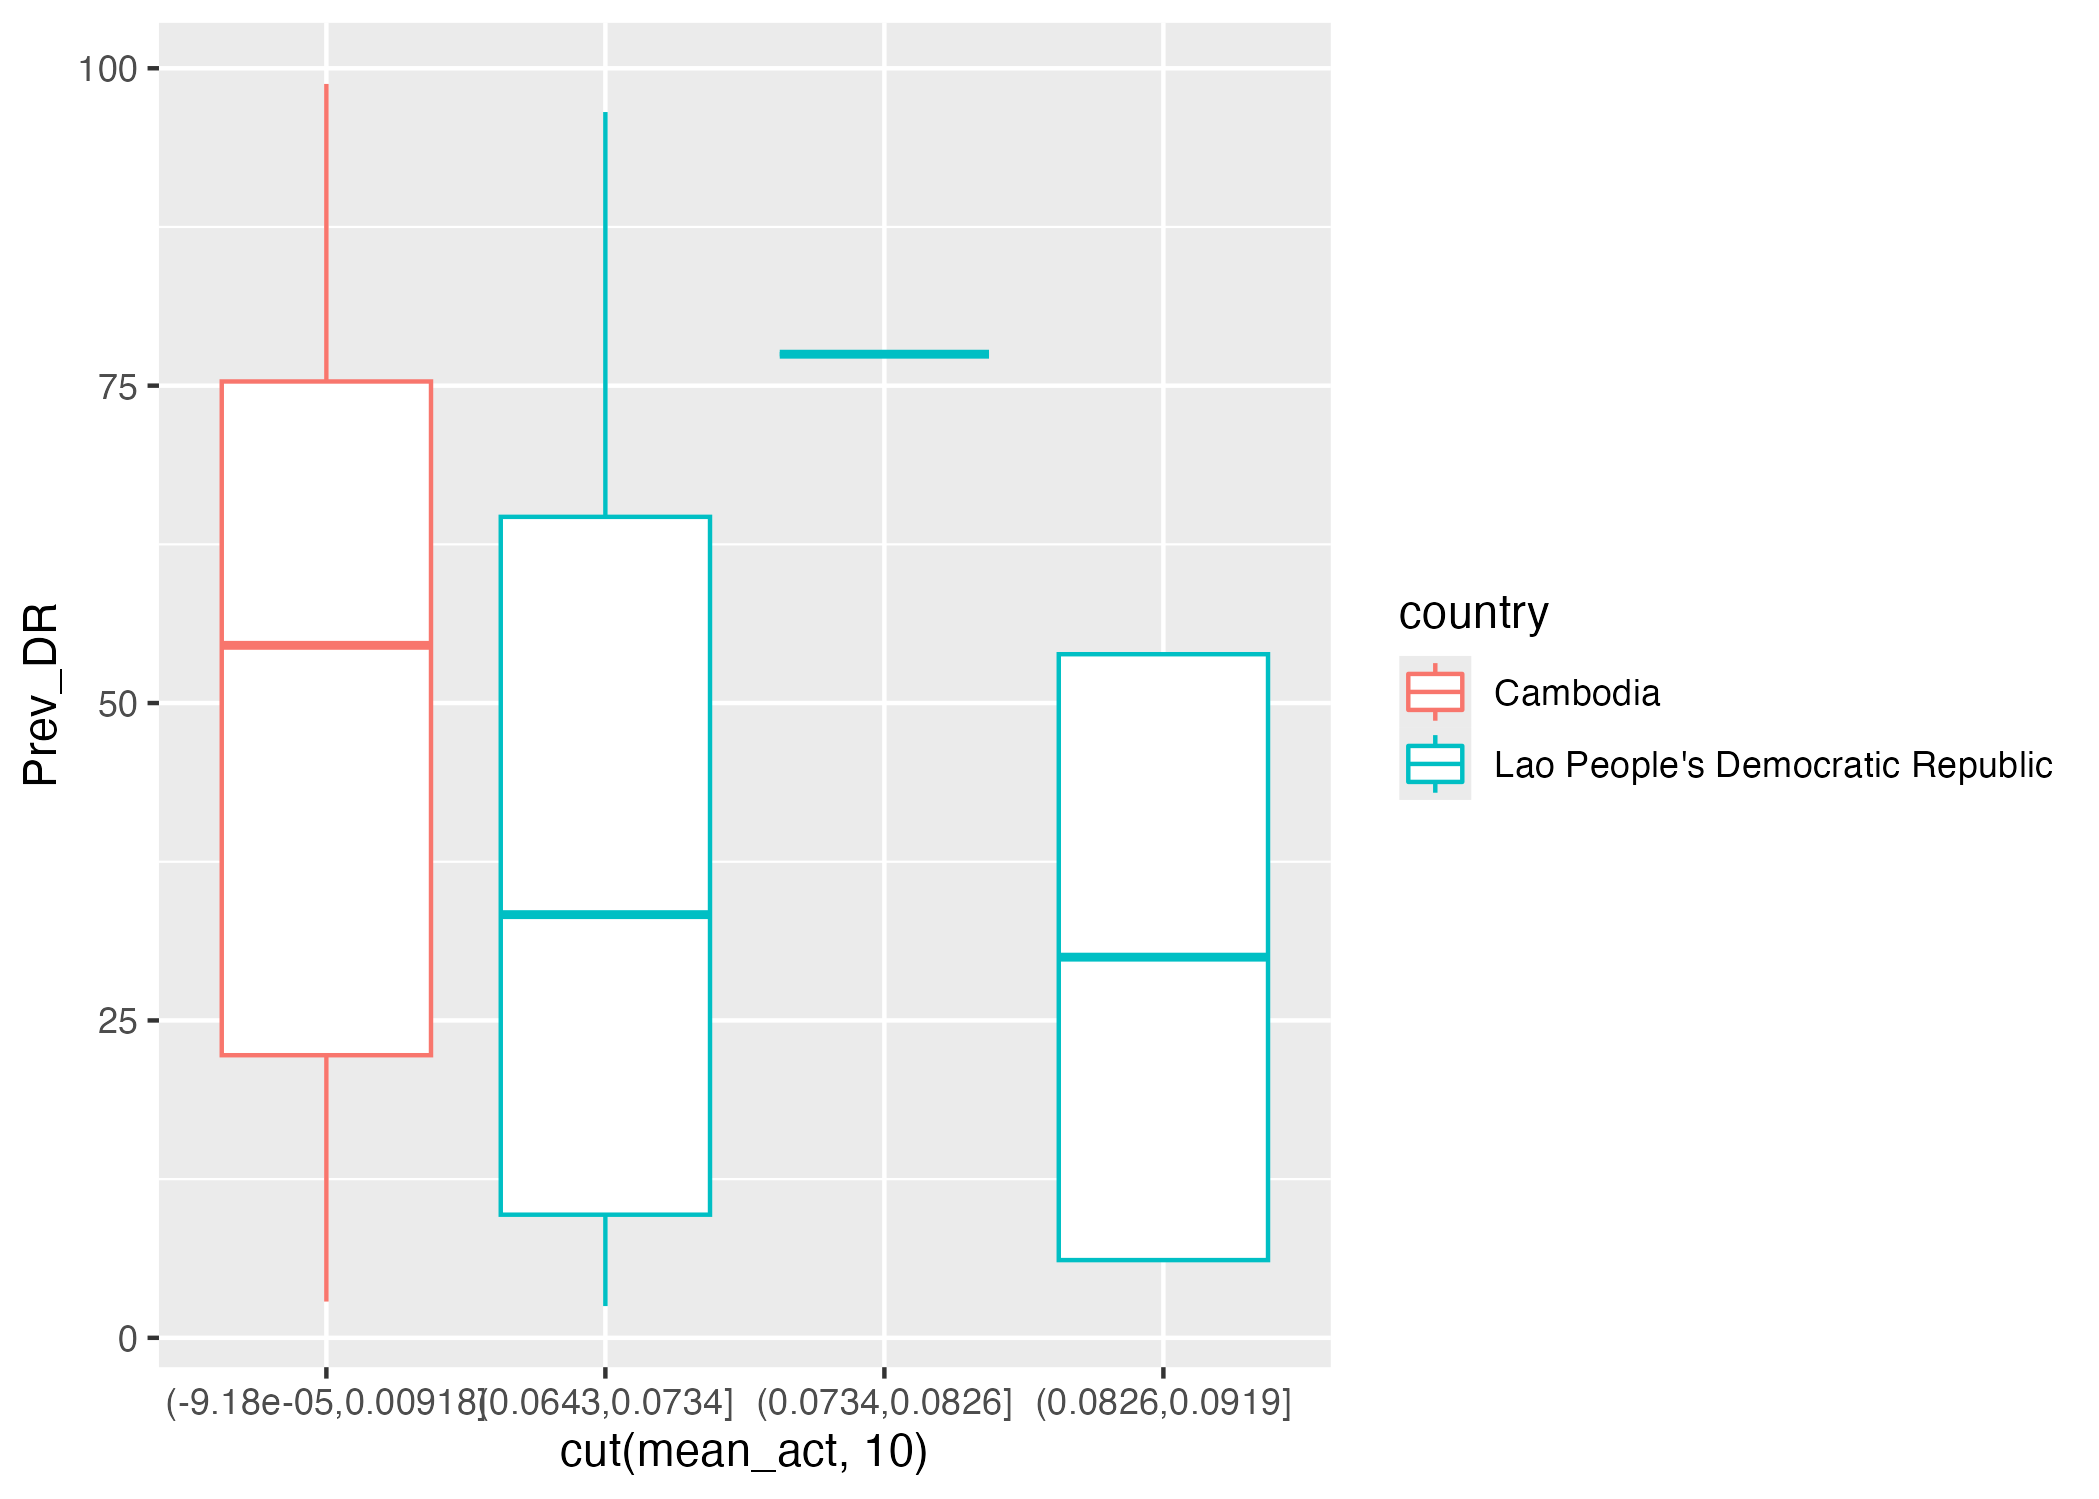 100
75
50
25
0
Prev_DR
(-9.18e-05,0.00918]
(0.0643,0.0734]
(0.0734,0.0826]
(0.0826,0.0919]
cut(mean_act, 10)
country
Cambodia
Lao People's Democratic Republic